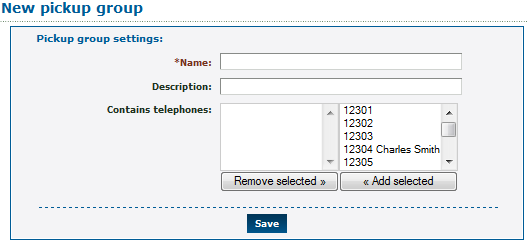 New pickup group
Pickup group settings:
*Name:
Description:
Contains telephones:
12301
12302
12303
12304 Charles Smith
12305
Remove selected »
« Add selected
Save